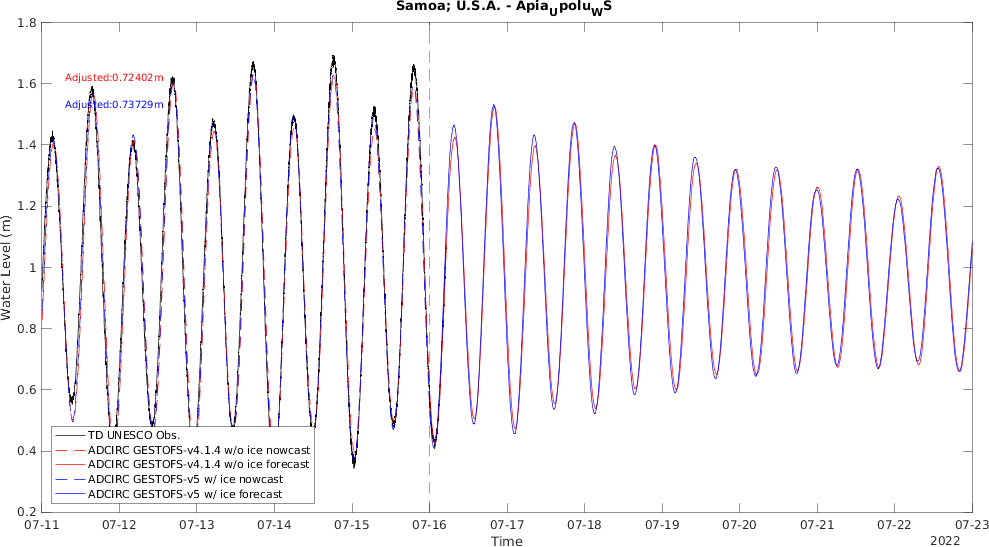 Samoa; U.S.A. - ApiaUpoluWS
1.8
1.6
1.4
1.2
1
0.8
0.6
0.4
0.2
Water Level (m)
Adjusted:0.72402m
Adjusted:0.73729m
TD UNESCO Obs.
ADCIRC GESTOFS-v4.1.4 w/o ice nowcast
ADCIRC GESTOFS-v4.1.4 w/o ice forecast
ADCIRC GESTOFS-v5 w/ ice nowcast
ADCIRC GESTOFS-v5 w/ ice forecast
07-11 07-12 07-13 07-14 07-15 07-16 07-17 07-18 07-19 07-20 07-21 07-22 07-23
Time
2022